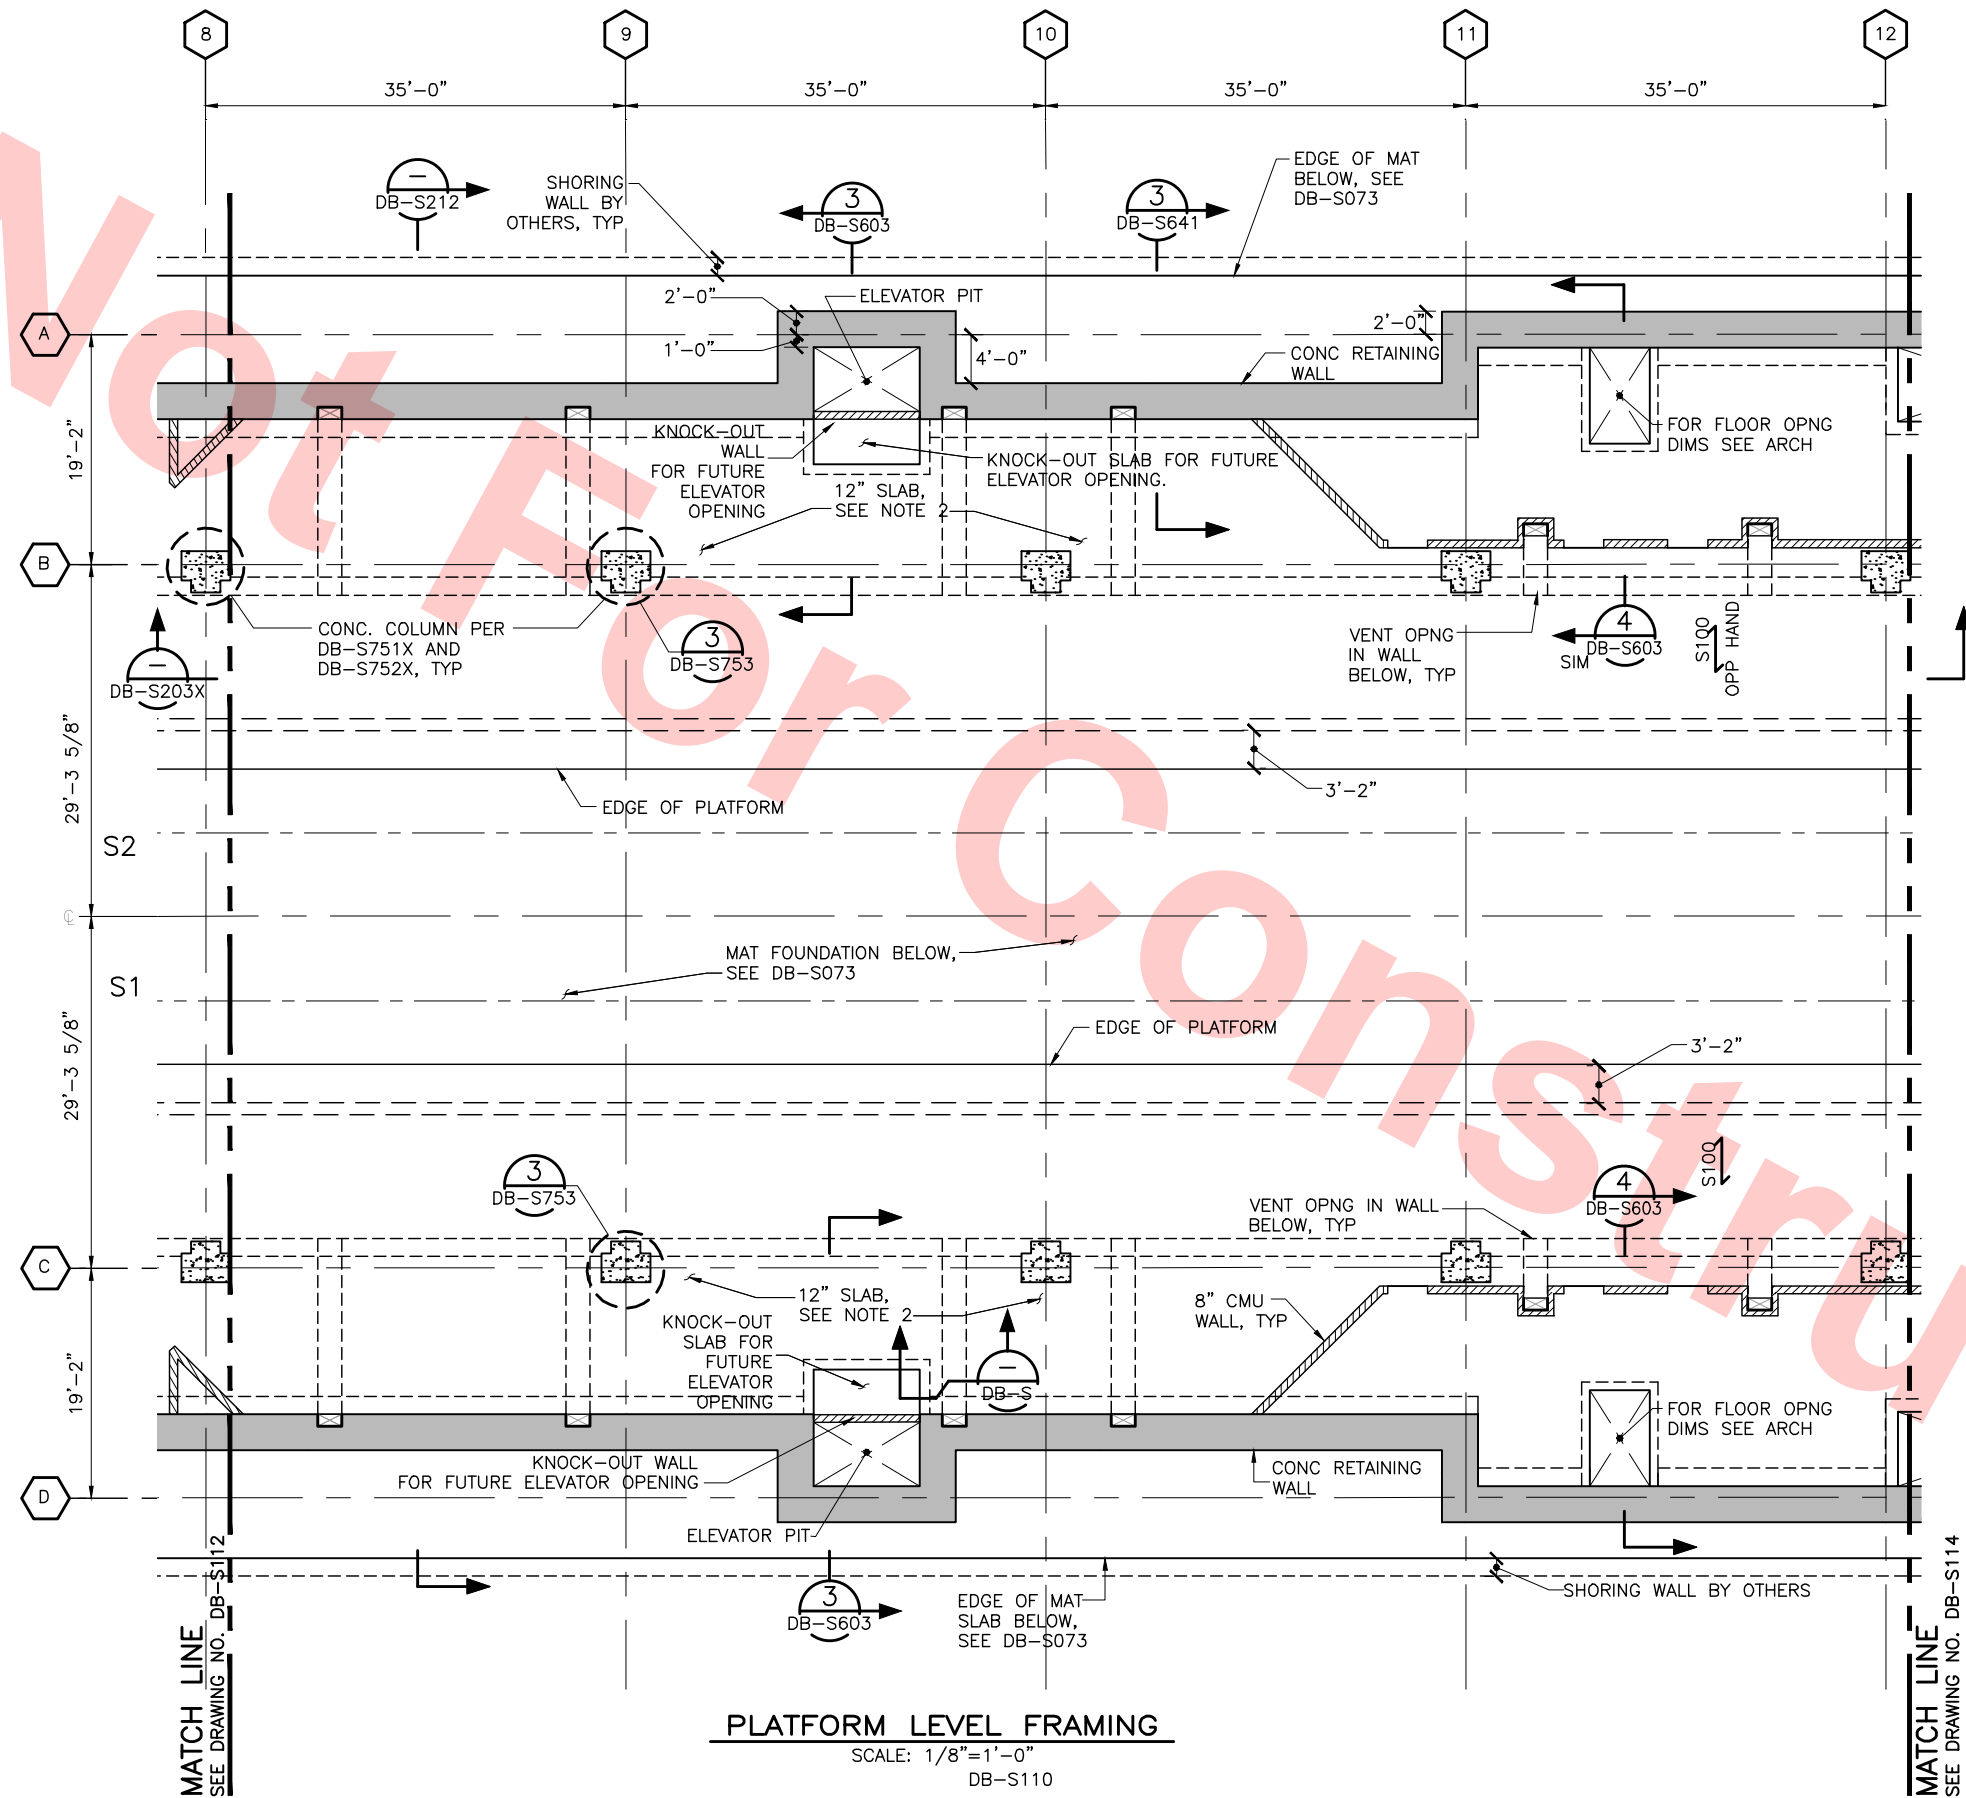 8
9
10
11
12
35'-0"
35'-0"
35'-0"
35'-0"
EDGE OF MAT
BELOW, SEE
DB-S073
SHORING
WALL BY
OTHERS, TYP
–
DB-S212
3
DB-S603
3
DB-S641
2'-0"
ELEVATOR PIT
1'-0"
4'-0"
2'-0"
A
CONC RETAINING
WALL
19'-2"
KNOCK-OUT
WALL
FOR FUTURE
ELEVATOR
OPENING
KNOCK-OUT SLAB FOR FUTURE
ELEVATOR OPENING.
FOR FLOOR OPNG
DIMS SEE ARCH
12" SLAB,
SEE NOTE 2
B
CONC. COLUMN PER
DB-S751X AND
DB-S752X, TYP
–
DB-S203X
3
DB-S753
VENT OPNG
IN WALL
BELOW, TYP
SIM
4
DB-S603
S100
OPP HAND
29'-3 5/8"
3'-2"
EDGE OF PLATFORM
S2
℄
MAT FOUNDATION BELOW,
SEE DB-S073
S1
EDGE OF PLATFORM
3'-2"
29'-3 5/8"
3
DB-S753
VENT OPNG IN WALL
BELOW, TYP
4
DB-S603
S100
C
12" SLAB,
SEE NOTE 2
8" CMU
WALL, TYP
KNOCK-OUT
SLAB FOR
FUTURE
ELEVATOR
OPENING
–
DB-S
19'-2"
FOR FLOOR OPNG
DIMS SEE ARCH
KNOCK-OUT WALL
FOR FUTURE ELEVATOR OPENING
CONC RETAINING
WALL
D
ELEVATOR PIT
3
DB-S603
EDGE OF MAT
SLAB BELOW,
SEE DB-S073
SHORING WALL BY OTHERS
MATCH LINE
SEE DRAWING NO. DB-S112
MATCH LINE
SEE DRAWING NO. DB-S114
PLATFORM LEVEL FRAMING
SCALE: 1/8"=1'-0"
DB-S110
Not For Constru